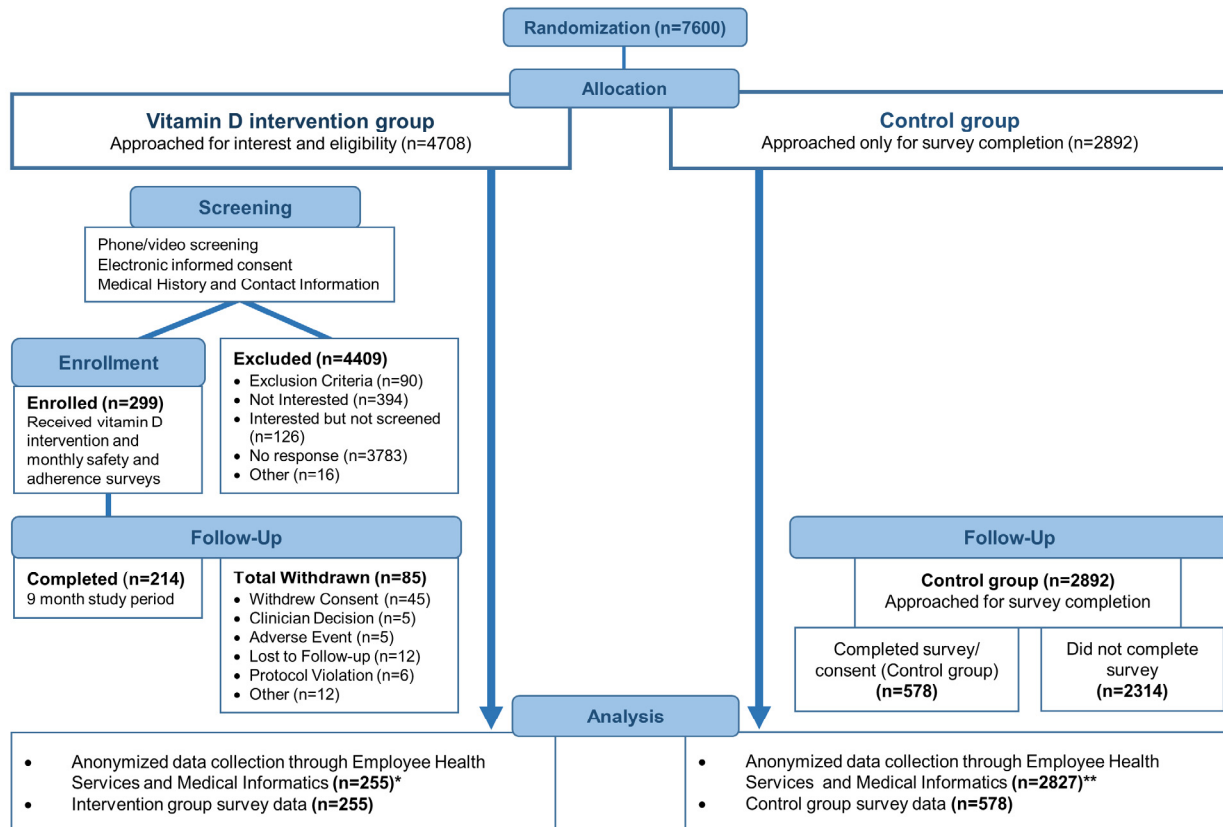 Randomization (n=7600)
Allocation
Vitamin D intervention group
Approached for interest and eligibility (n=4708)
Control group
Approached only for survey completion (n=2892)
Screening
Phone/video screening
Electronic informed consent
Medical History and Contact Information
Enrollment
Enrolled (n=299)
Received vitamin D
intervention and
monthly safety and
adherence surveys
Excluded (n=4409)
• Exclusion Criteria (n=90)
• Not Interested (n=394)
• Interested but not screened
(n=126)
• No response (n=3783)
• Other (n=16)
Follow-Up
Completed (n=214)
9 month study period
Total Withdrawn (n=85)
• Withdrew Consent (n=45)
• Clinician Decision (n=5)
• Adverse Event (n=5)
• Lost to Follow-up (n=12)
• Protocol Violation (n=6)
• Other (n=12)
Follow-Up
Control group (n=2892)
Approached for survey completion
Completed survey/
consent (Control group)
(n=578)
Did not complete
survey
(n=2314)
Analysis
• Anonymized data collection through Employee Health
Services and Medical Informatics (n=255)*
• Intervention group survey data (n=255)
• Anonymized data collection through Employee Health
Services and Medical Informatics (n=2827)**
• Control group survey data (n=578)